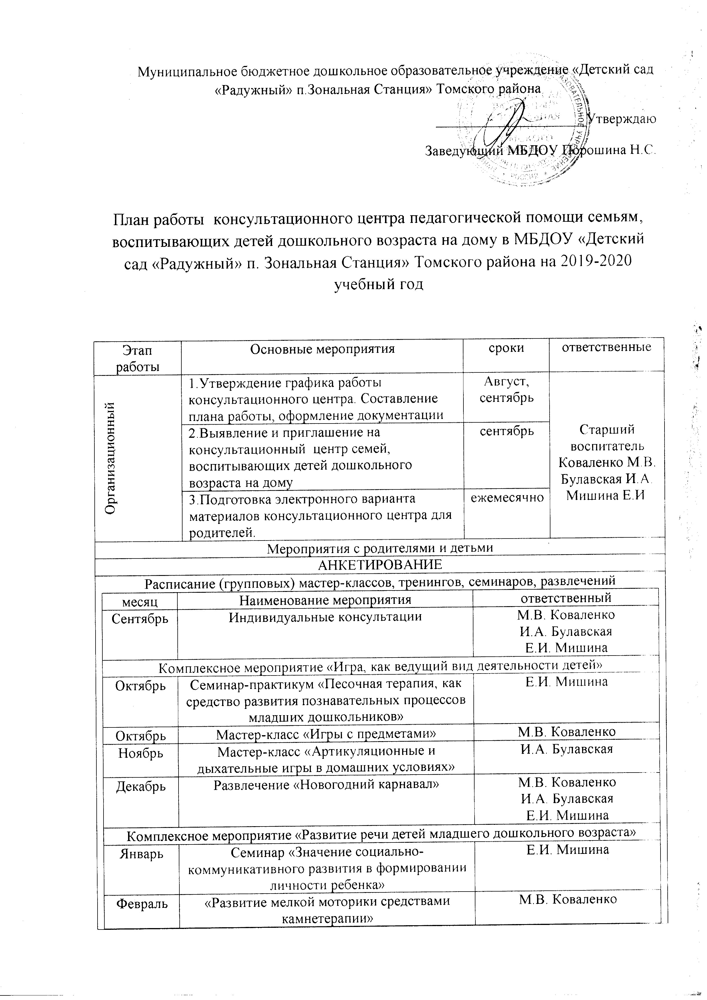 Муниципальное бюджетное дошкольное образовательное учреждение «Детский сад
«Радужный» п.Зональная Станция» Томского района
Утверждаю
Заведующий МБДОУ Порошина Н.С.
План работы консультационного центра педагогической помощи семьям,
воспитывающих детей дошкольного возраста на дому в МБДОУ «Детский
сад «Радужный» п. Зональная Станция» Томского района на 2019-2020
учебный год
Этап
работы
Основные мероприятия
сроки
ответственные
Организационный
1.Утверждение графика работы
консультационного центра. Составление
плана работы, оформление документации
Август,
сентябрь
2.Выявление и приглашение на
консультационный центр семей,
воспитывающих детей дошкольного
возраста на дому
сентябрь
3.Подготовка электронного варианта
материалов консультационного центра для
родителей.
ежемесячно
Старший
воспитатель
Коваленко М.В.
Булавская И.А.
Мишина Е.И
Мероприятия с родителями и детьми
АНКЕТИРОВАНИЕ
Расписание (групповых) мастер-классов, тренингов, семинаров, развлечений
месяц
Наименование мероприятия
ответственный
Сентябрь
Индивидуальные консультации
М.В. Коваленко
И.А. Булавская
Е.И. Мишина
Комплексное мероприятие «Игра, как ведущий вид деятельности детей»
Октябрь
Семинар-практикум «Песочная терапия, как
средство развития познавательных процессов
младших дошкольников»
Е.И. Мишина
Октябрь
Мастер-класс «Игры с предметами»
М.В. Коваленко
Ноябрь
Мастер-класс «Артикуляционные и
дыхательные игры в домашних условиях»
И.А. Булавская
Декабрь
Развлечение «Новогодний карнавал»
М.В. Коваленко
И.А. Булавская
Е.И. Мишина
Комплексное мероприятие «Развитие речи детей младшего дошкольного возраста»
Январь
Семинар «Значение социально-
коммуникативного развития в формировании
личности ребенка»
Е.И. Мишина
Февраль
«Развитие мелкой моторики средствами
камнетерапии»
М.В. Коваленко